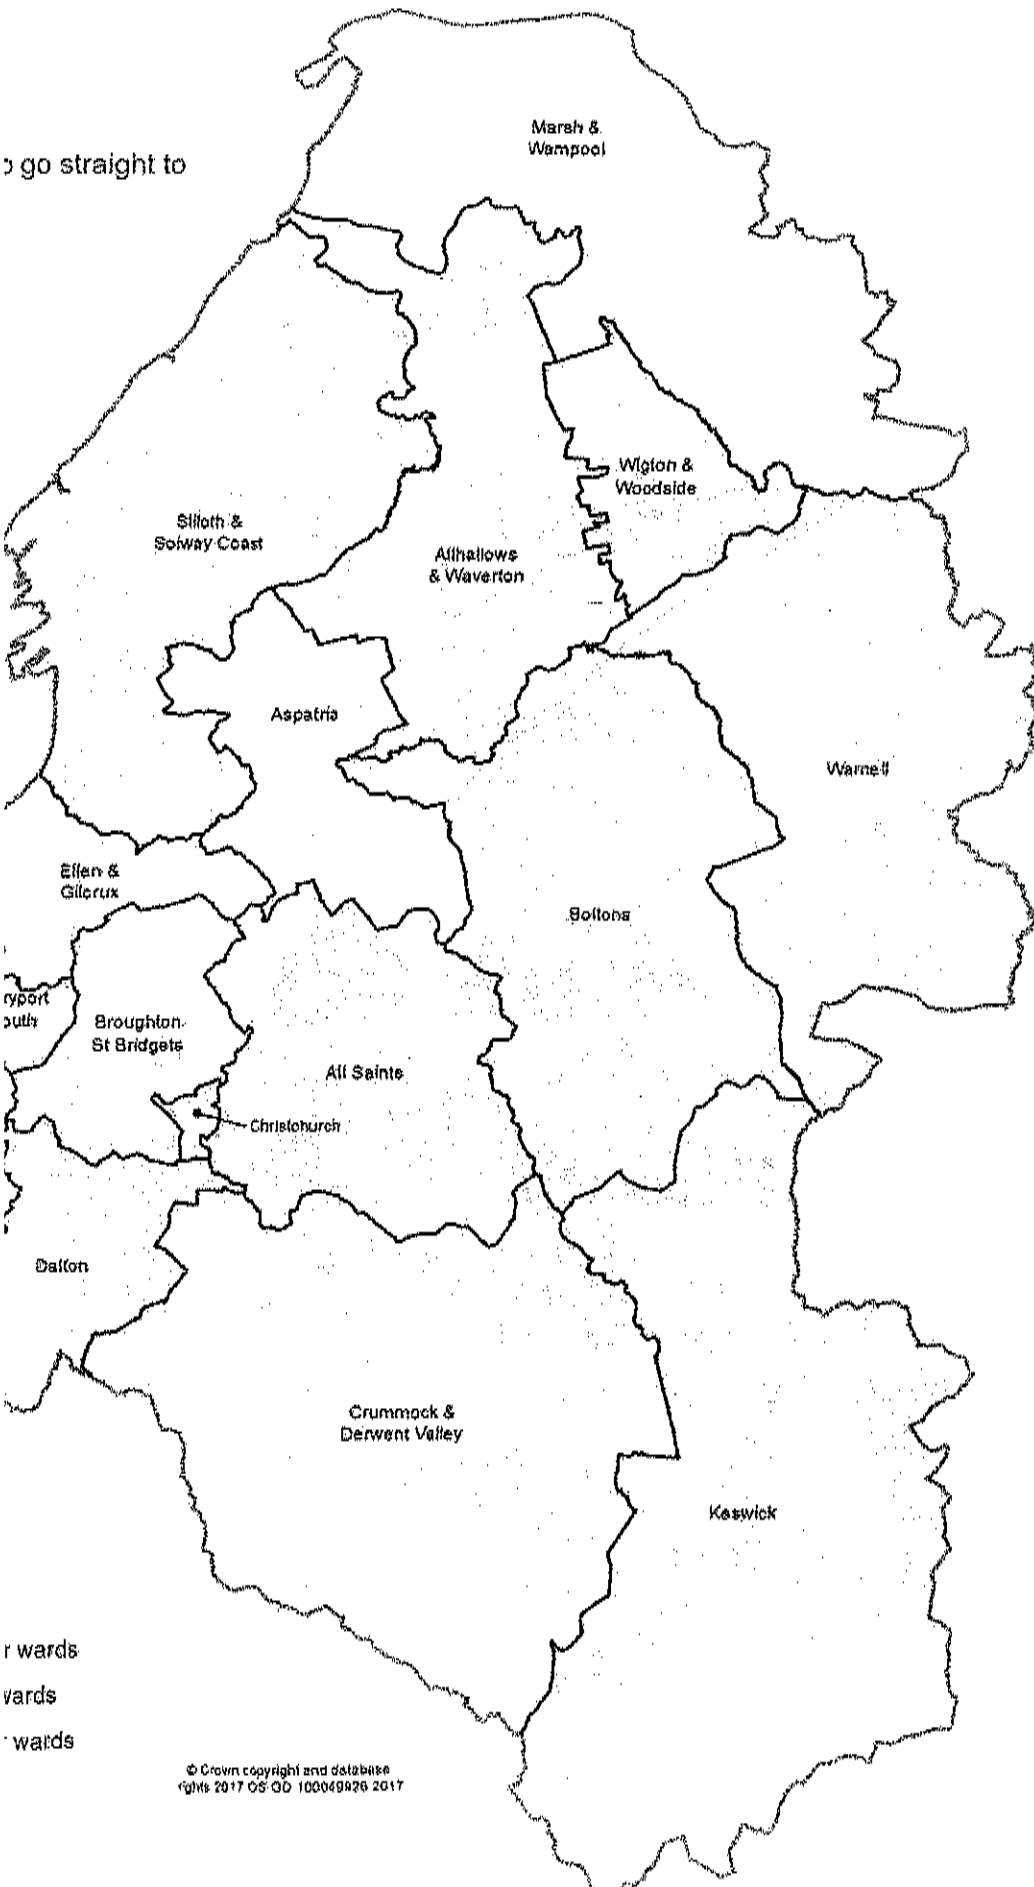 go straight to
Marsh &
Wampool
Wigton &
Woodside
Silloth &
Solway Coast
Allhallows
& Waverton
Aspatria
Warnell
Ellen &
Gilcrux
Boltons
ryport
outh
Broughton
St Bridgets
All Saints
Christchurch
Dalton
Crummock &
Derwent Valley
Keswick
r wards
wards
r wards
© Crown copyright and database
rights 2017 OS GD 100049926 2017